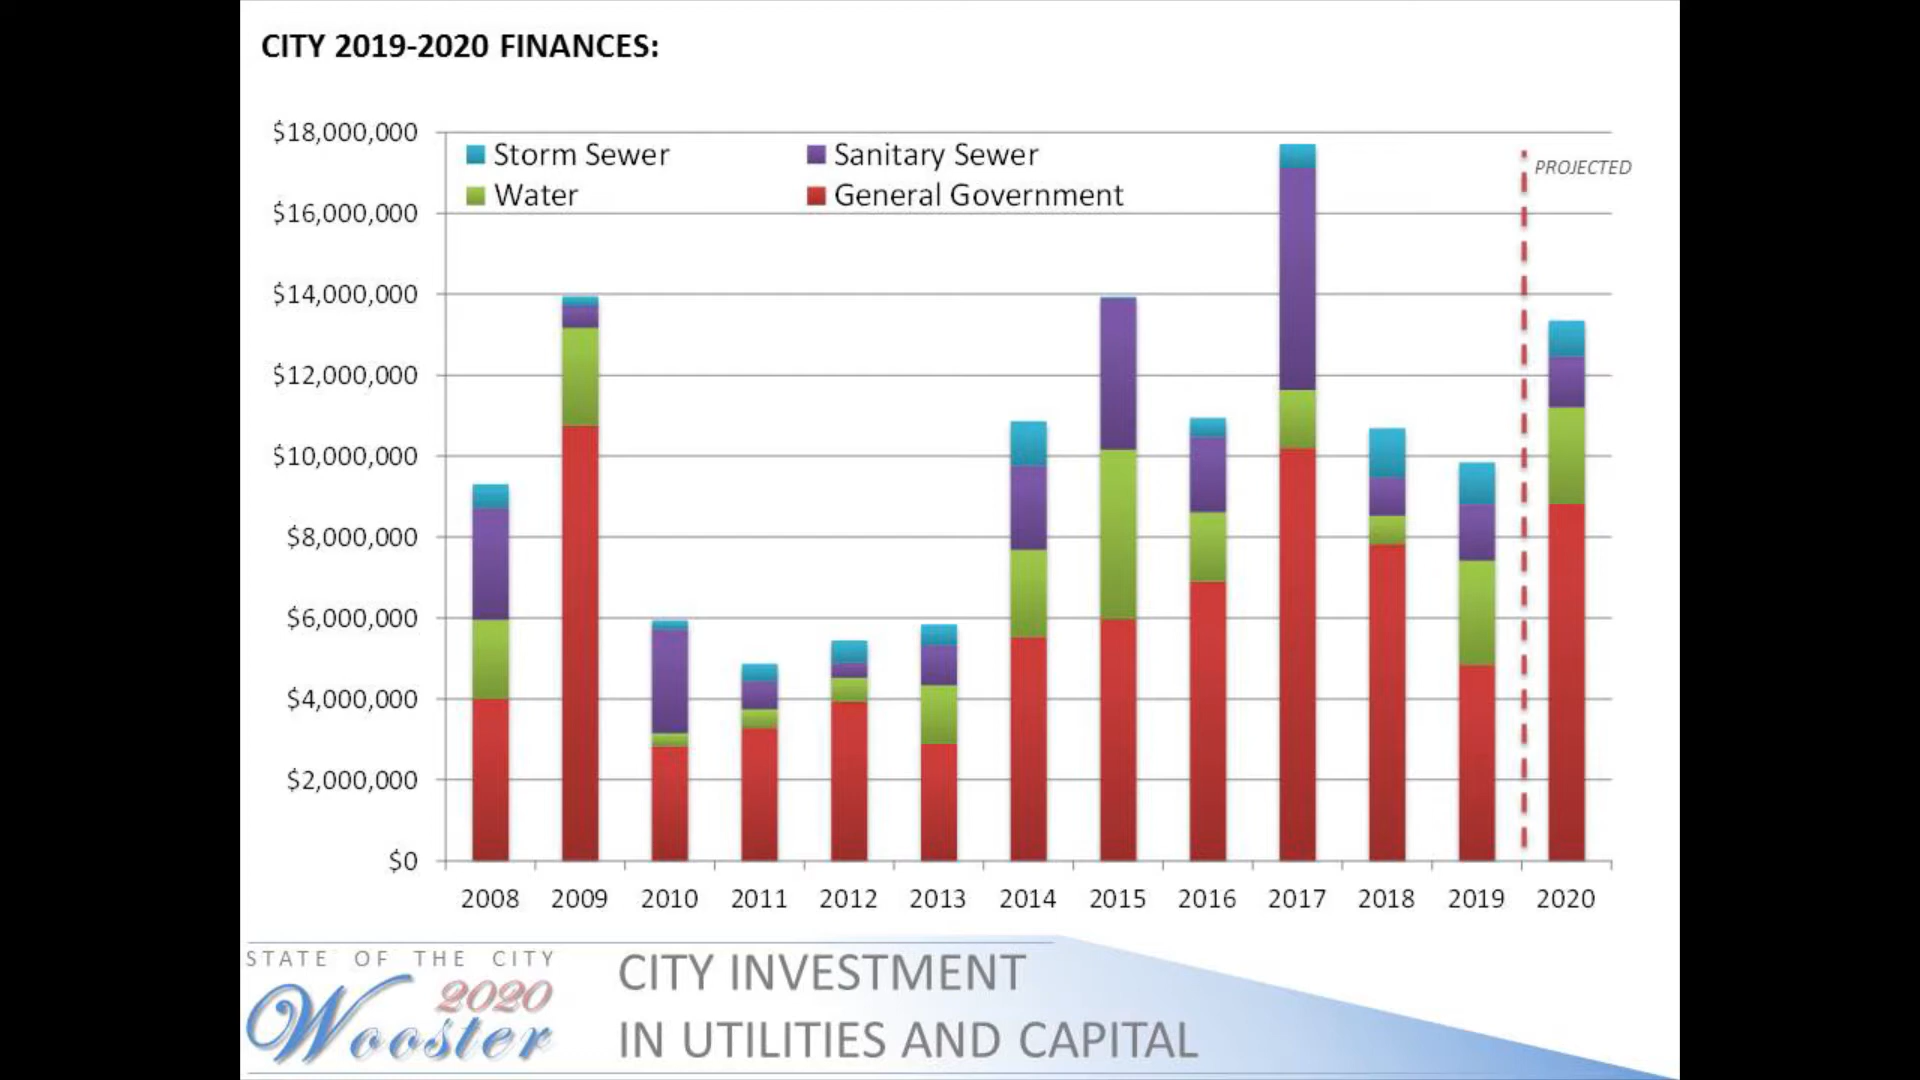 CITY 2019-2020 FINANCES:
$18,000,000
Storm Sewer
Sanitary Sewer
PROJECTED
Water
General Government
$16,000,000
$14,000,000
$12,000,000
$10,000,000
$8,000,000
$6,000,000
$4,000,000
$2,000,000
$0
2008 2009 2010 2011 2012 2013 2014 2015 2016 2017 2018 2019 2020
STATE OF THE CITY
2020
Wooster
CITY INVESTMENT
IN UTILITIES AND CAPITAL